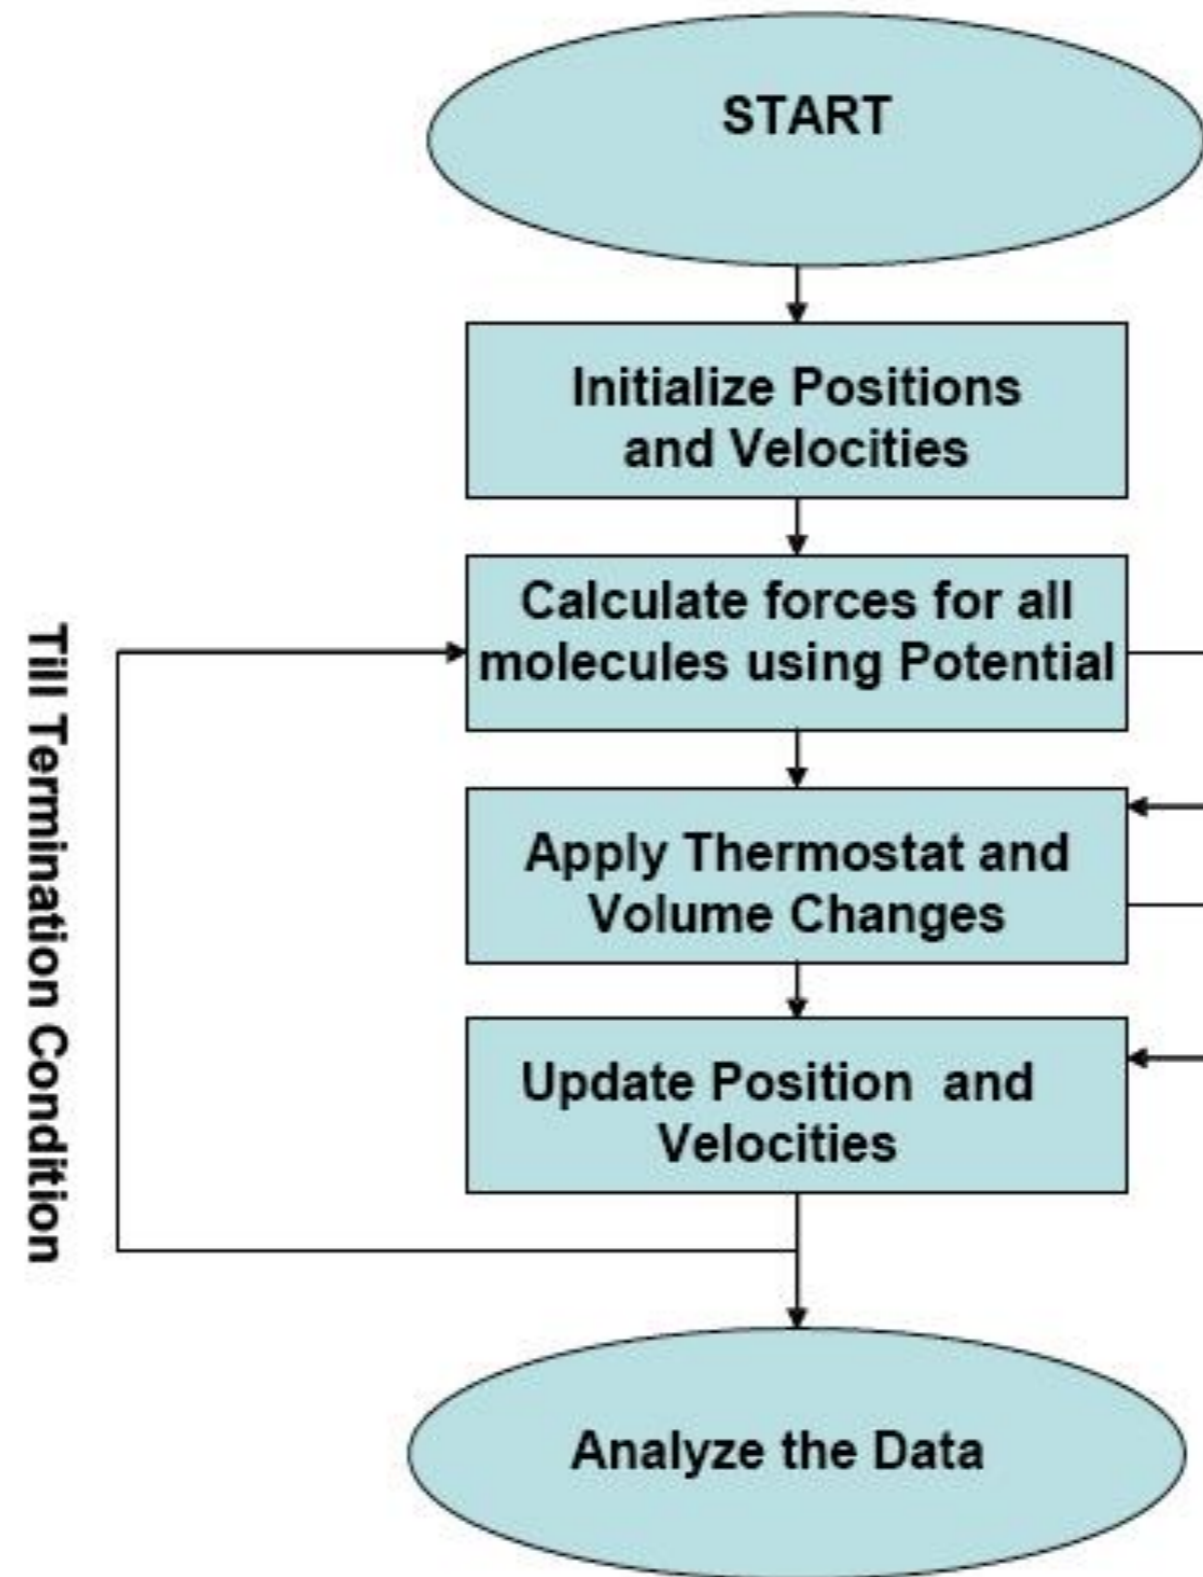 START
Initialize Positions
and Velocities
Calculate forces for all
molecules using Potential
Apply Thermostat and
Volume Changes
Update Position and
Velocities
Till Termination Condition
Analyze the Data